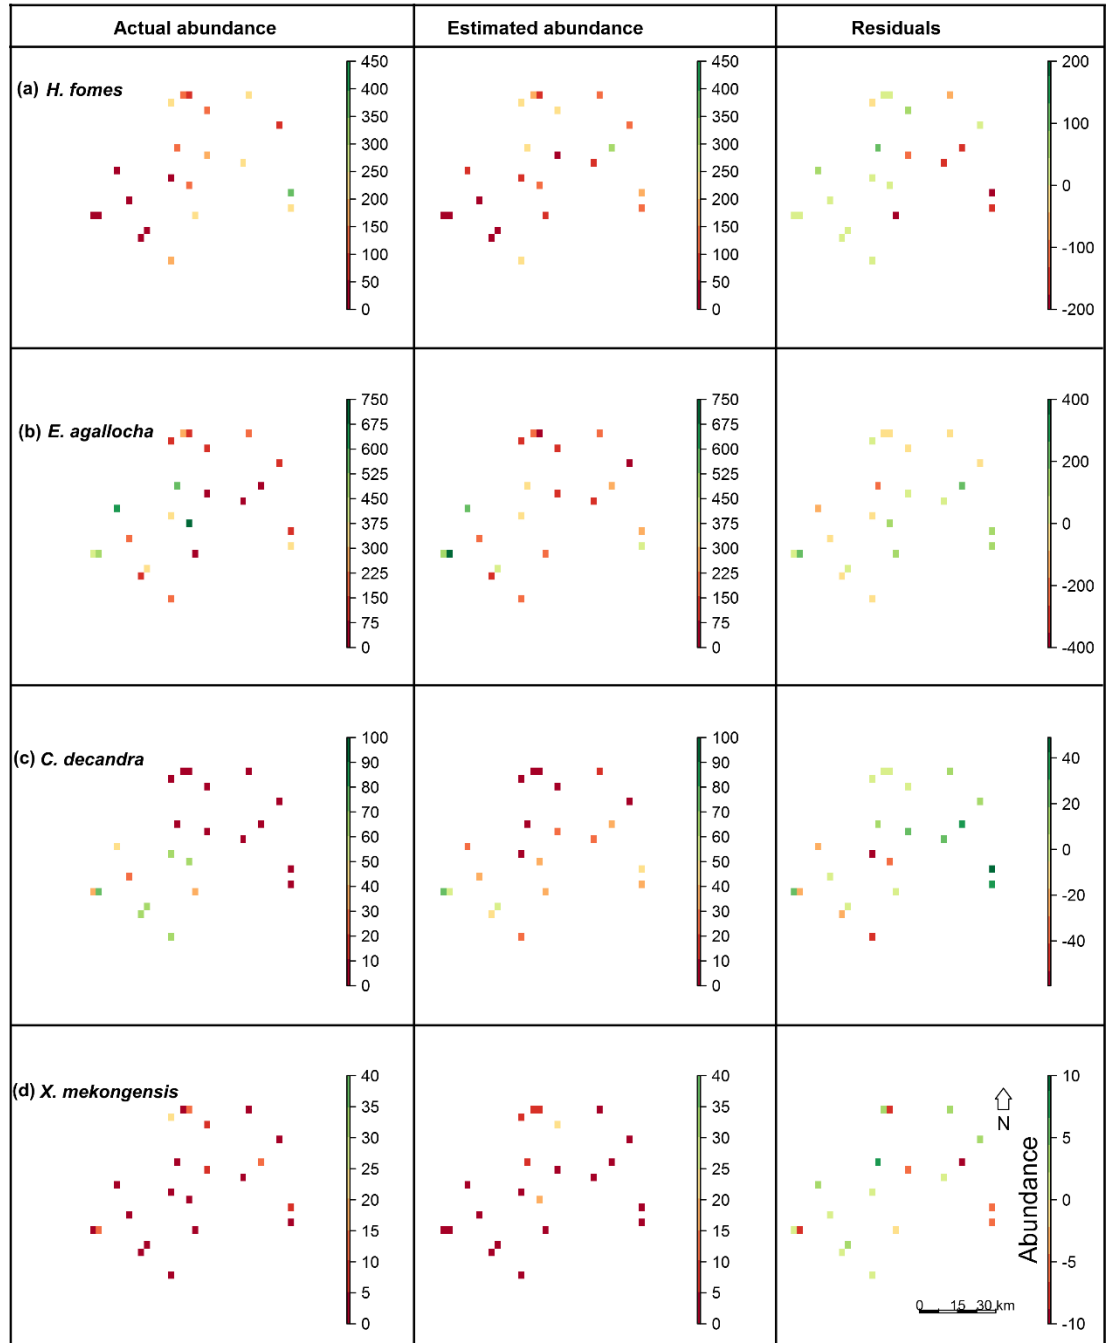 Actual abundance Estimated abundance Residuals
(a) H. fomes
450 400 350 300 250 200 150 100 50 0
450 400 350 300 250 200 150 100 50 0
200 100 0 -100 -200
(b) E. agallocha
750 675 600 525 450 375 300 225 150 75 0
750 675 600 525 450 375 300 225 150 75 0
400 200 0 -200 -400
(c) C. decandra
100 90 80 70 60 50 40 30 20 10 0
100 90 80 70 60 50 40 30 20 10 0
40 20 0 -20 -40
(d) X. mekongensis
40 35 30 25 20 15 10 5 0
40 35 30 25 20 15 10 5 0
10 5 0 -5 -10
N
Abundance
0 15 30 km